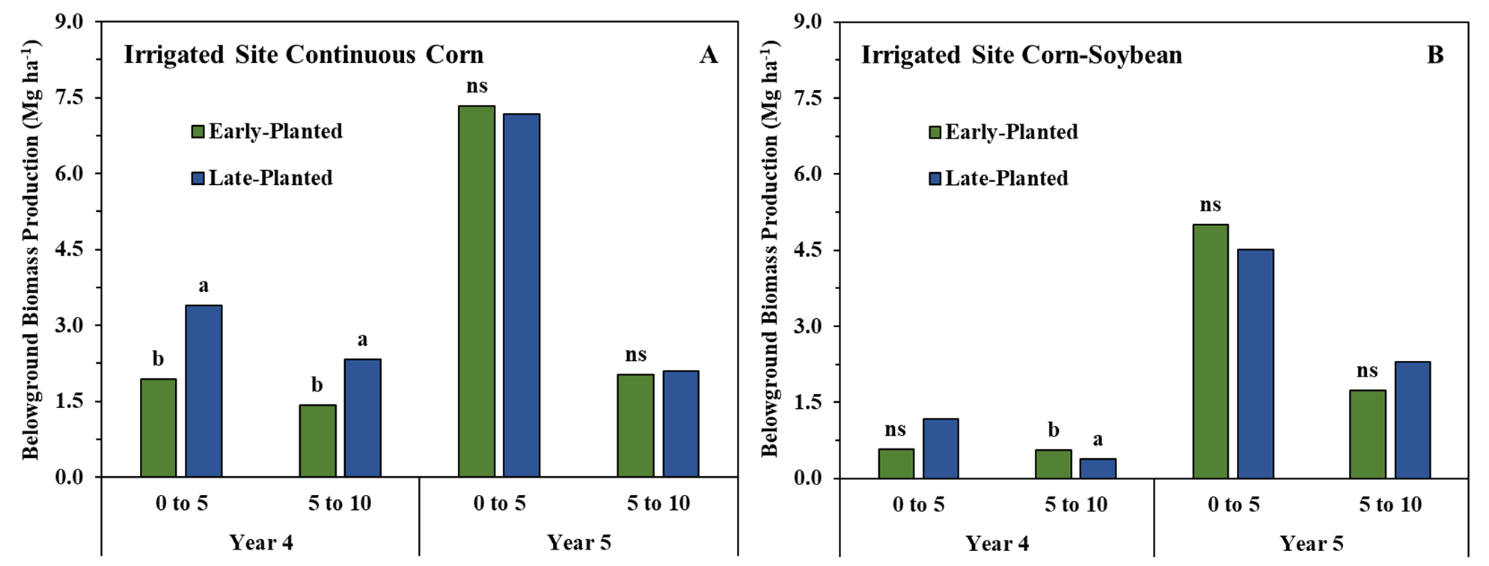 Irrigated Site Continuous Corn
A
Belowground Biomass Production (Mg ha⁻¹)
9.0
7.5
6.0
4.5
3.0
1.5
0.0
Early-Planted
Late-Planted
b
a
b
a
ns
ns
0 to 5
5 to 10
0 to 5
5 to 10
Year 4
Year 5
Irrigated Site Corn-Soybean
B
Belowground Biomass Production (Mg ha⁻¹)
9.0
7.5
6.0
4.5
3.0
1.5
0.0
Early-Planted
Late-Planted
ns
b
a
ns
ns
0 to 5
5 to 10
0 to 5
5 to 10
Year 4
Year 5